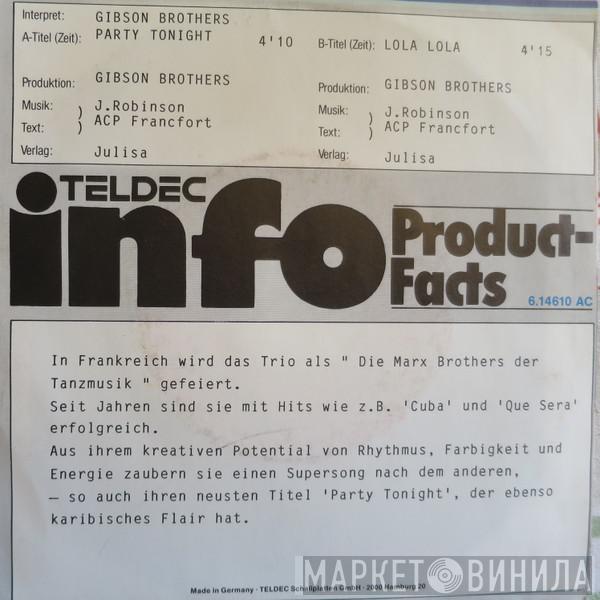 Interpret: GIBSON BROTHERS
A-Titel (Zeit): PARTY TONIGHT 4'10
B-Titel (Zeit): LOLA LOLA 4'15
Produktion: GIBSON BROTHERS
Musik: ) J.Robinson
Text: ) ACP Francfort
Verlag: Julisa
Produktion: GIBSON BROTHERS
Musik: ) J.Robinson
Text: ) ACP Francfort
Verlag: Julisa
TELDEC
info
Product-
Facts
6.14610 AC
In Frankreich wird das Trio als " Die Marx Brothers der
Tanzmusik " gefeiert.
Seit Jahren sind sie mit Hits wie z.B. 'Cuba' und 'Que Sera'
erfolgreich.
Aus ihrem kreativen Potential von Rhythmus, Farbigkeit und
Energie zaubern sie einen Supersong nach dem anderen,
— so auch ihren neusten Titel 'Party Tonight', der ebenso
karibisches Flair hat.
Made in Germany · TELDEC Schallplatten GmbH · 2000 Hamburg 20
МАРКЕТ ВИНИЛА